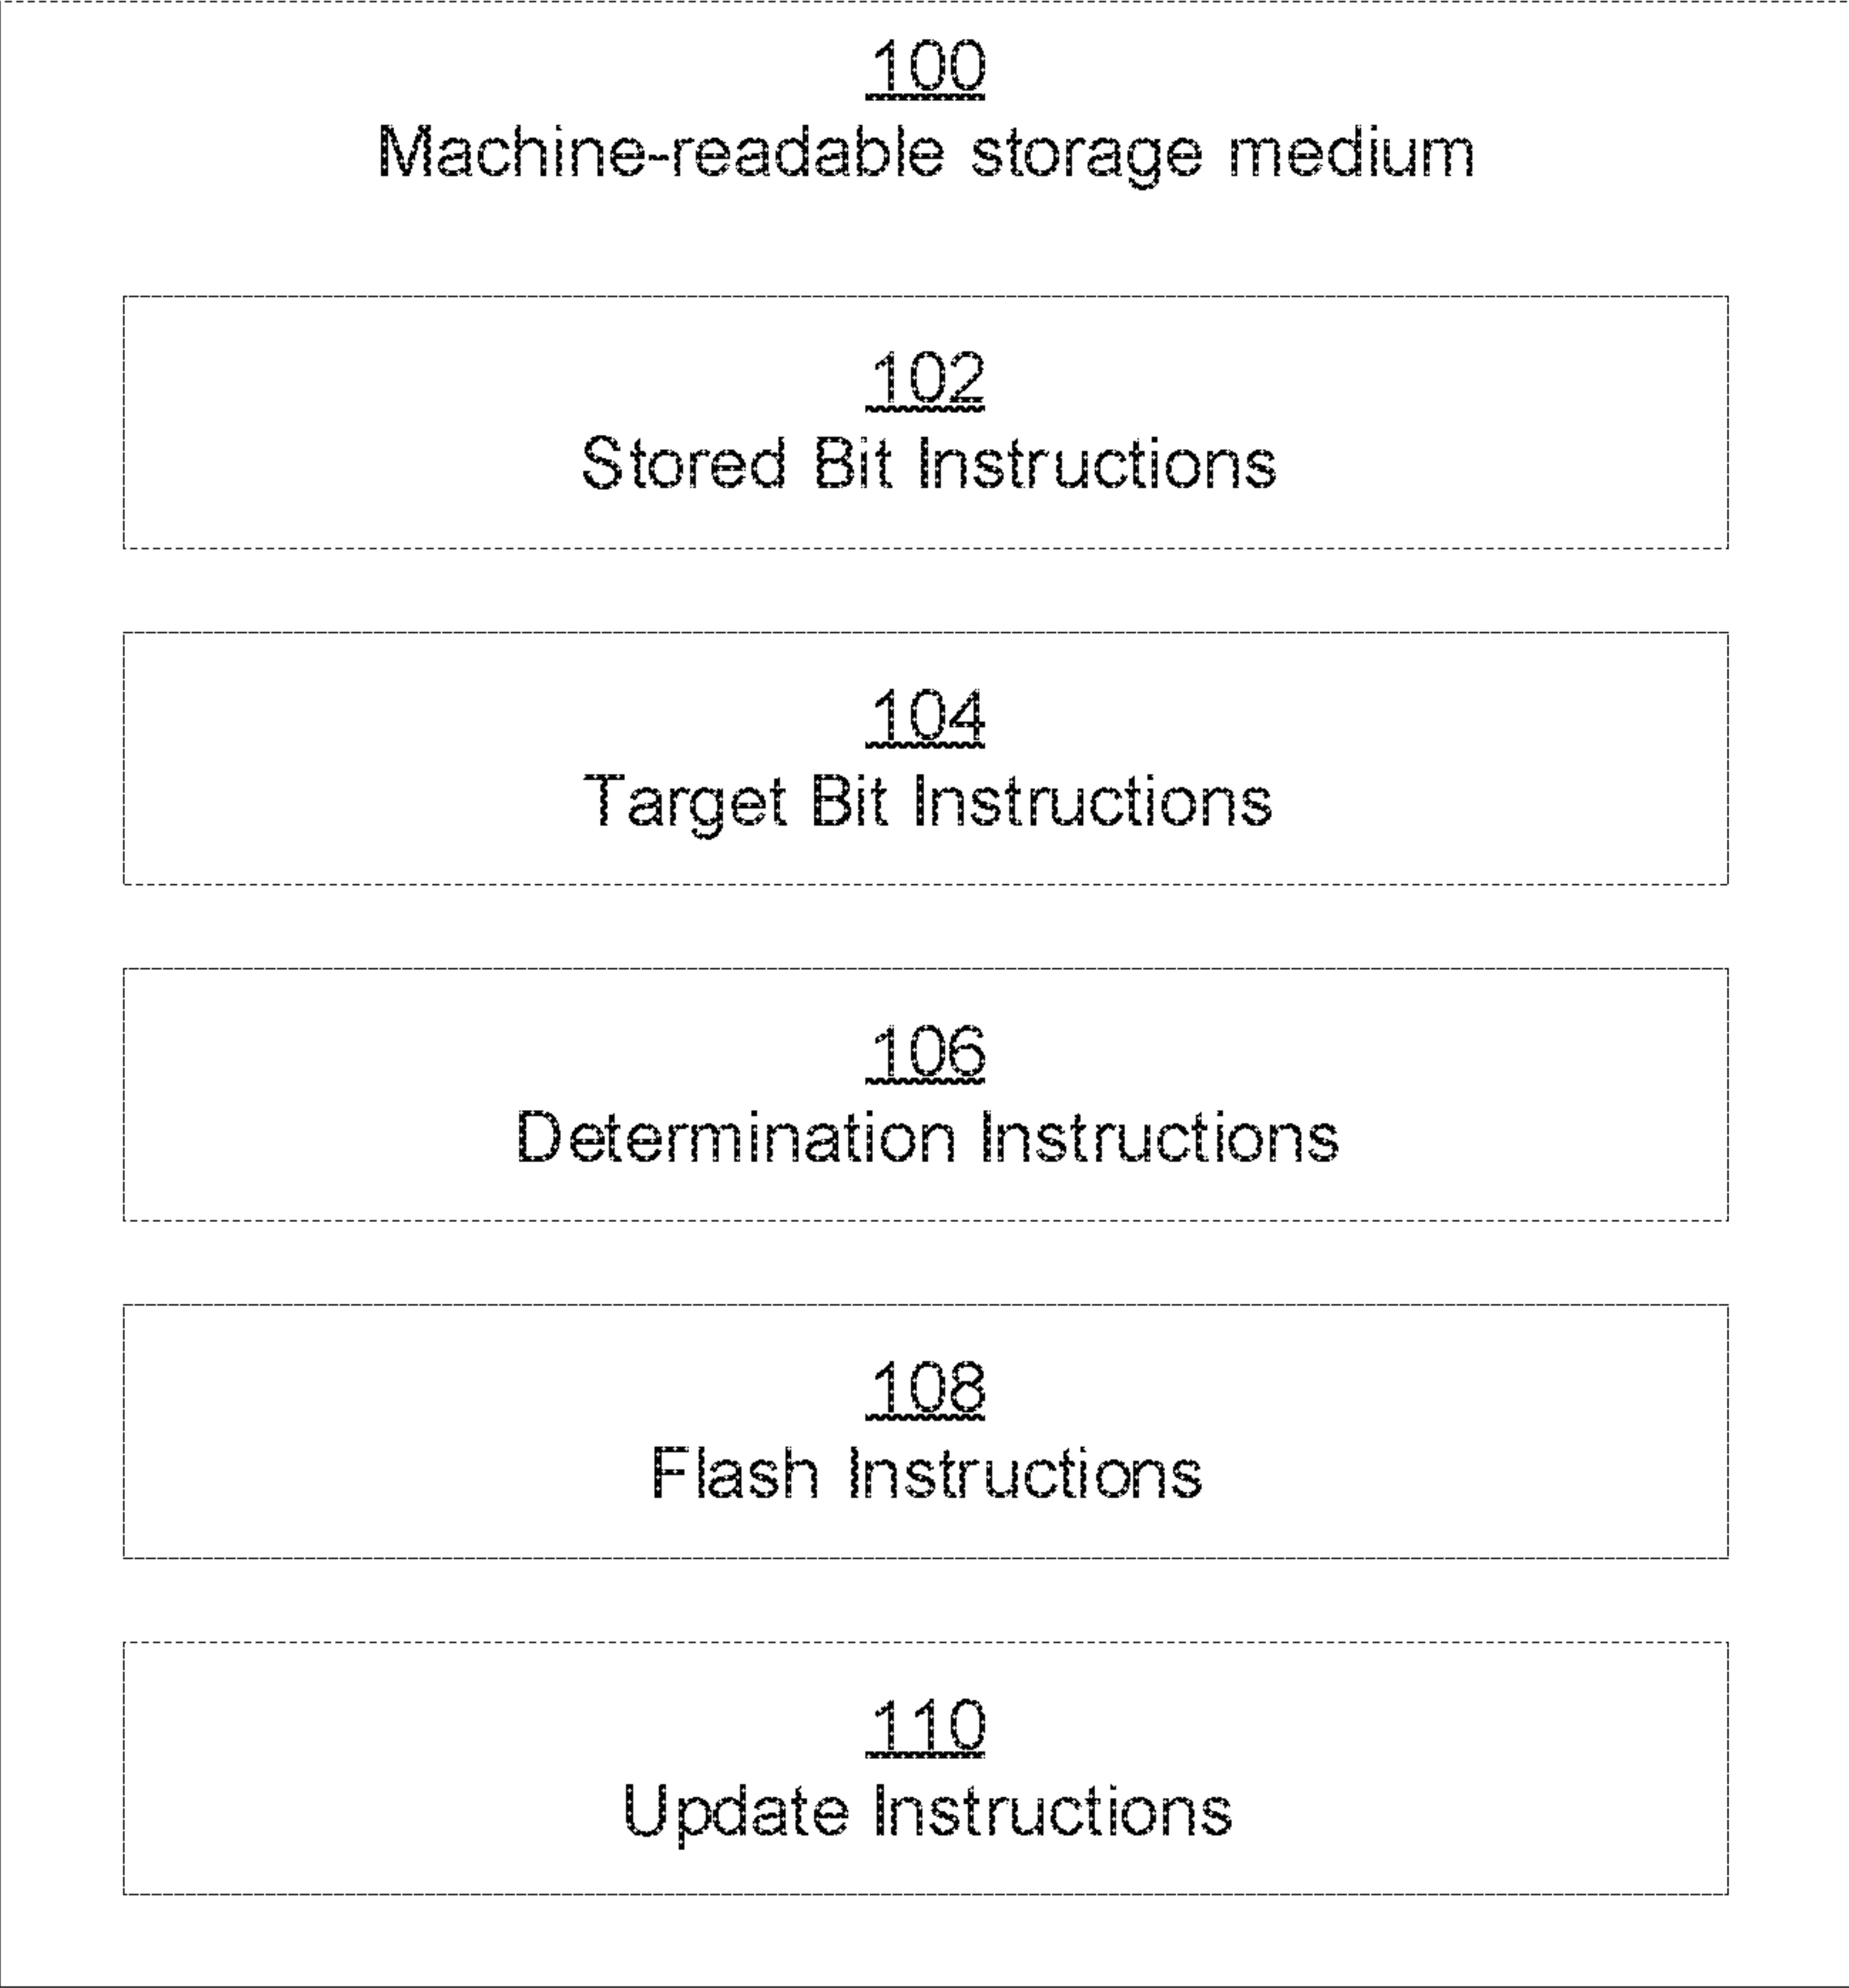 100
Machine-readable storage medium
102
Stored Bit Instructions
104
Target Bit Instructions
106
Determination Instructions
108
Flash Instructions
110
Update Instructions